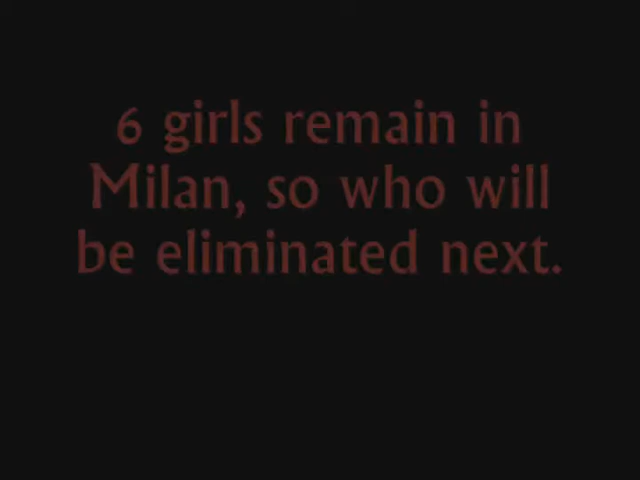 6 girls remain in
Milan, so who will
be eliminated next.